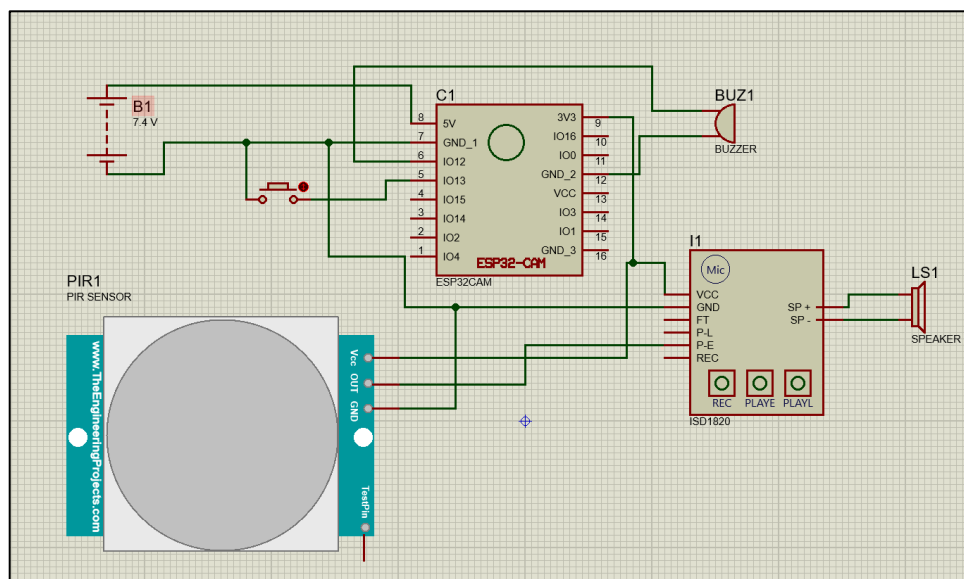 B1
7.4 V
C1
8 5V
7 GND_1
6 IO12
5 IO13
4 IO15
3 IO14
2 IO2
1 IO4
3V3 9
IO16 10
IO0 11
GND_2 12
VCC 13
IO3 14
IO1 15
GND_3 16
ESP32-CAM
ESP32CAM
BUZ1
BUZZER
I1
Mic
VCC
GND
FT
P-L
P-E
REC
SP +
SP -
REC PLAYE PLAYL
ISD1820
LS1
SPEAKER
PIR1
PIR SENSOR
www.TheEngineeringProjects.com
Vcc
OUT
GND
TestPin